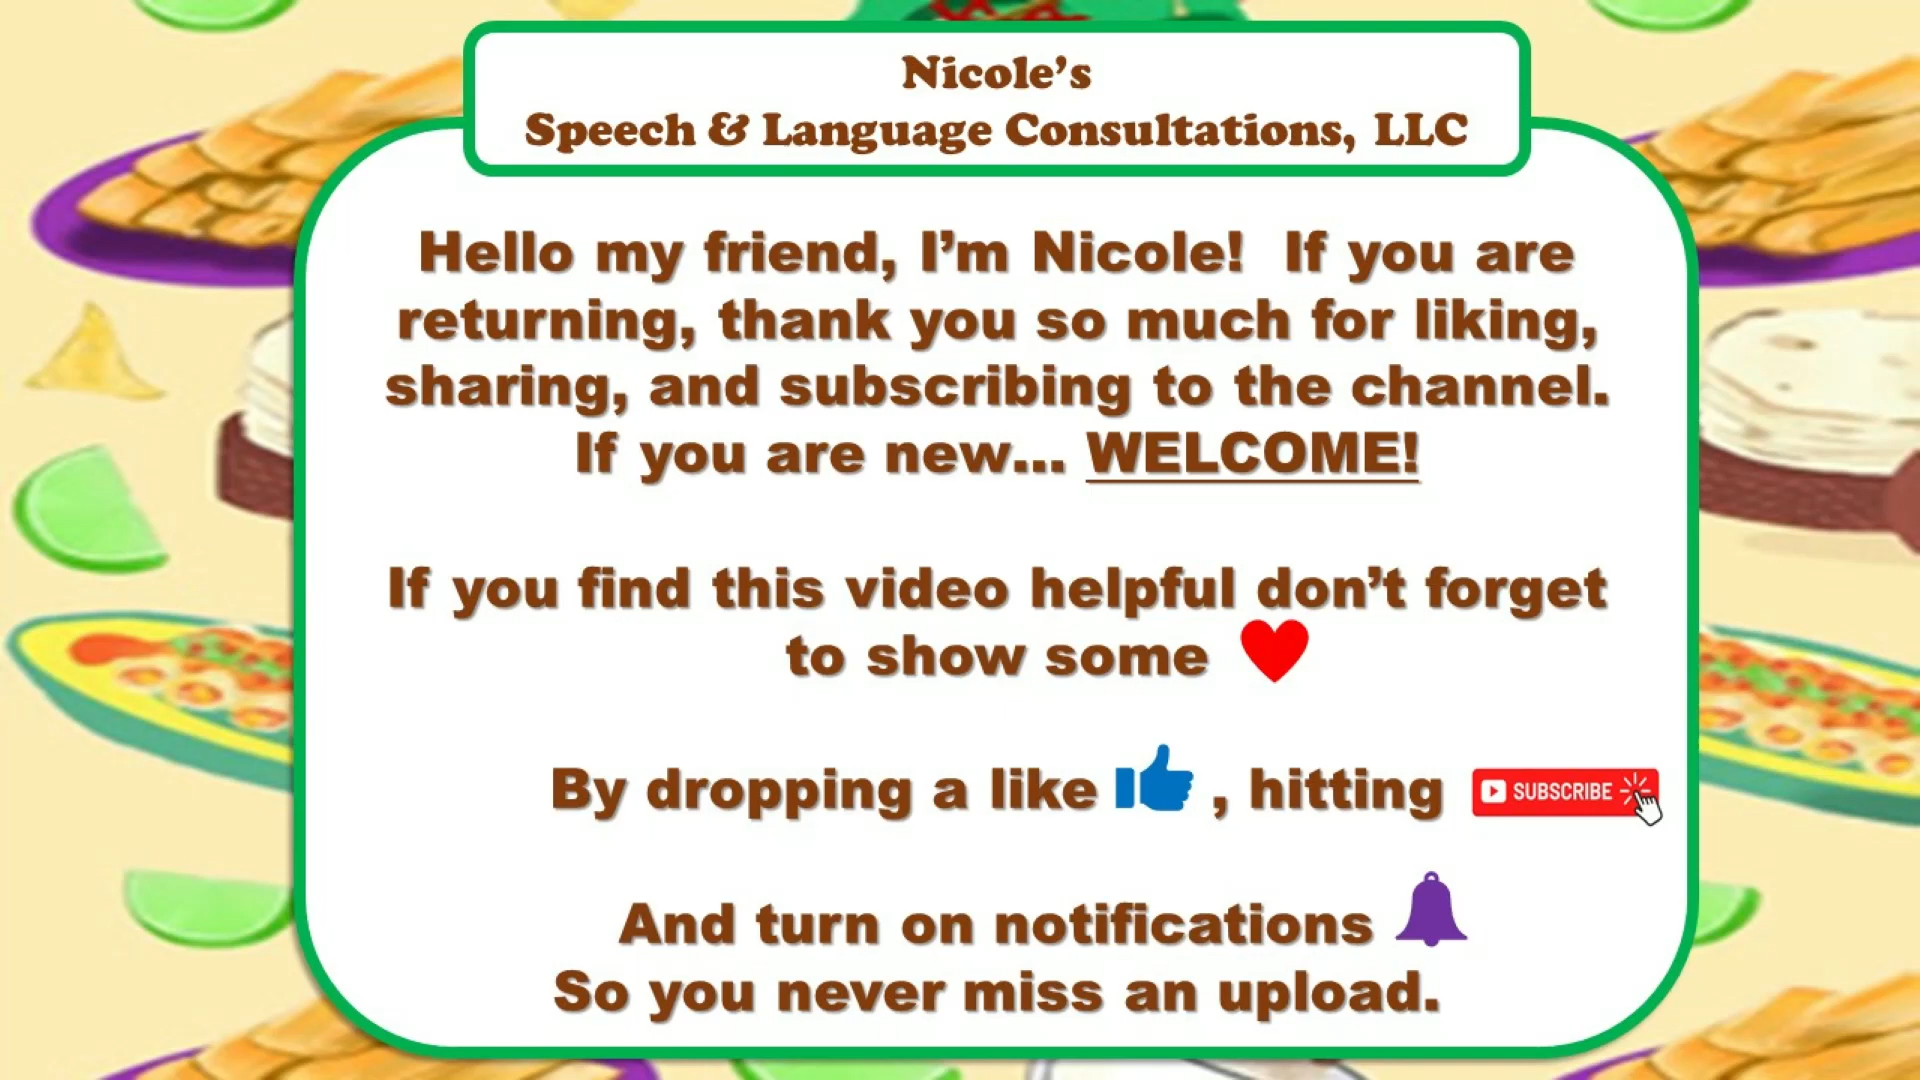 Nicole’s
Speech & Language Consultations, LLC
Hello my friend, I’m Nicole!  If you are
returning, thank you so much for liking,
sharing, and subscribing to the channel.
If you are new... WELCOME!
If you find this video helpful don’t forget
to show some
By dropping a like , hitting SUBSCRIBE
And turn on notifications
So you never miss an upload.